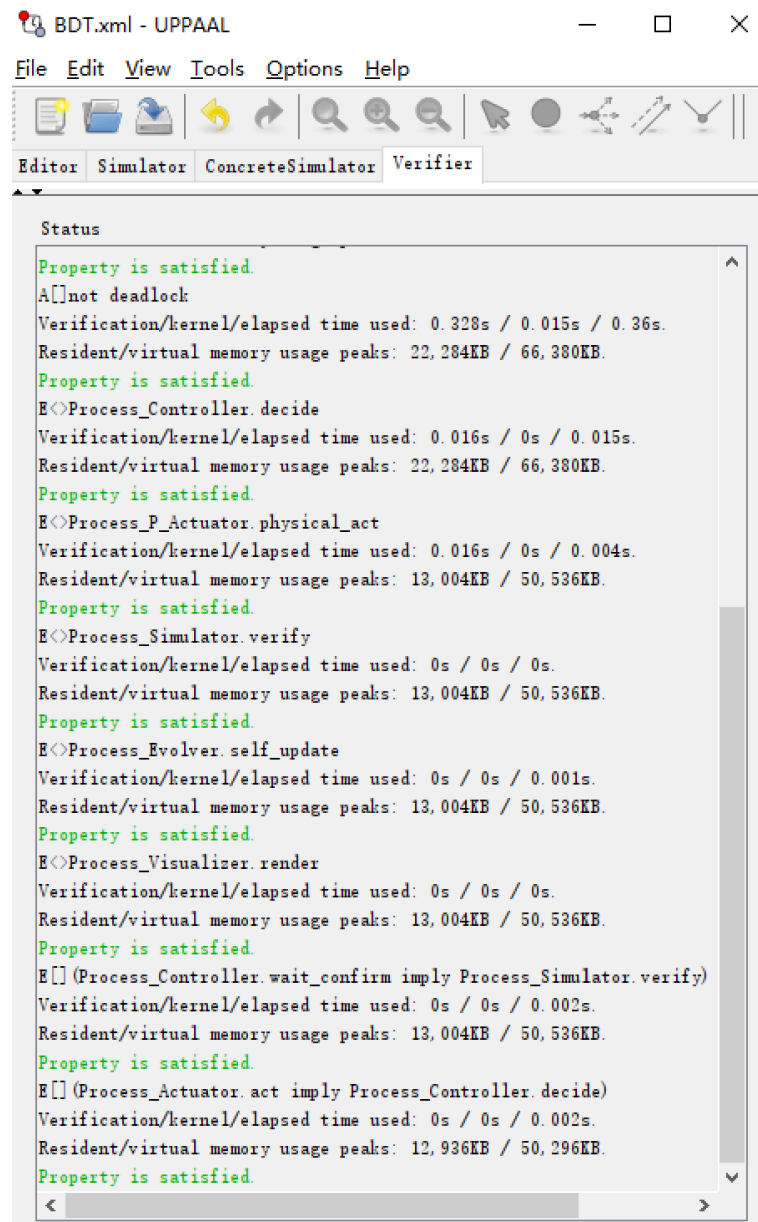 BDT.xml - UPPAAL
File Edit View Tools Options Help
Editor Simulator ConcreteSimulator Verifier
Status
Property is satisfied.
A[]not deadlock
Verification/kernel/elapsed time used: 0.328s / 0.015s / 0.36s.
Resident/virtual memory usage peaks: 22,284KB / 66,380KB.
Property is satisfied.
E<>Process_Controller.decide
Verification/kernel/elapsed time used: 0.016s / 0s / 0.015s.
Resident/virtual memory usage peaks: 22,284KB / 66,380KB.
Property is satisfied.
E<>Process_P_Actuator.physical_act
Verification/kernel/elapsed time used: 0.016s / 0s / 0.004s.
Resident/virtual memory usage peaks: 13,004KB / 50,536KB.
Property is satisfied.
E<>Process_Simulator.verify
Verification/kernel/elapsed time used: 0s / 0s / 0s.
Resident/virtual memory usage peaks: 13,004KB / 50,536KB.
Property is satisfied.
E<>Process_Evolver.self_update
Verification/kernel/elapsed time used: 0s / 0s / 0.001s.
Resident/virtual memory usage peaks: 13,004KB / 50,536KB.
Property is satisfied.
E<>Process_Visualizer.render
Verification/kernel/elapsed time used: 0s / 0s / 0s.
Resident/virtual memory usage peaks: 13,004KB / 50,536KB.
Property is satisfied.
E[](Process_Controller.wait_confirm imply Process_Simulator.verify)
Verification/kernel/elapsed time used: 0s / 0s / 0.002s.
Resident/virtual memory usage peaks: 13,004KB / 50,536KB.
Property is satisfied.
E[](Process_Actuator.act imply Process_Controller.decide)
Verification/kernel/elapsed time used: 0s / 0s / 0.002s.
Resident/virtual memory usage peaks: 12,936KB / 50,296KB.
Property is satisfied.